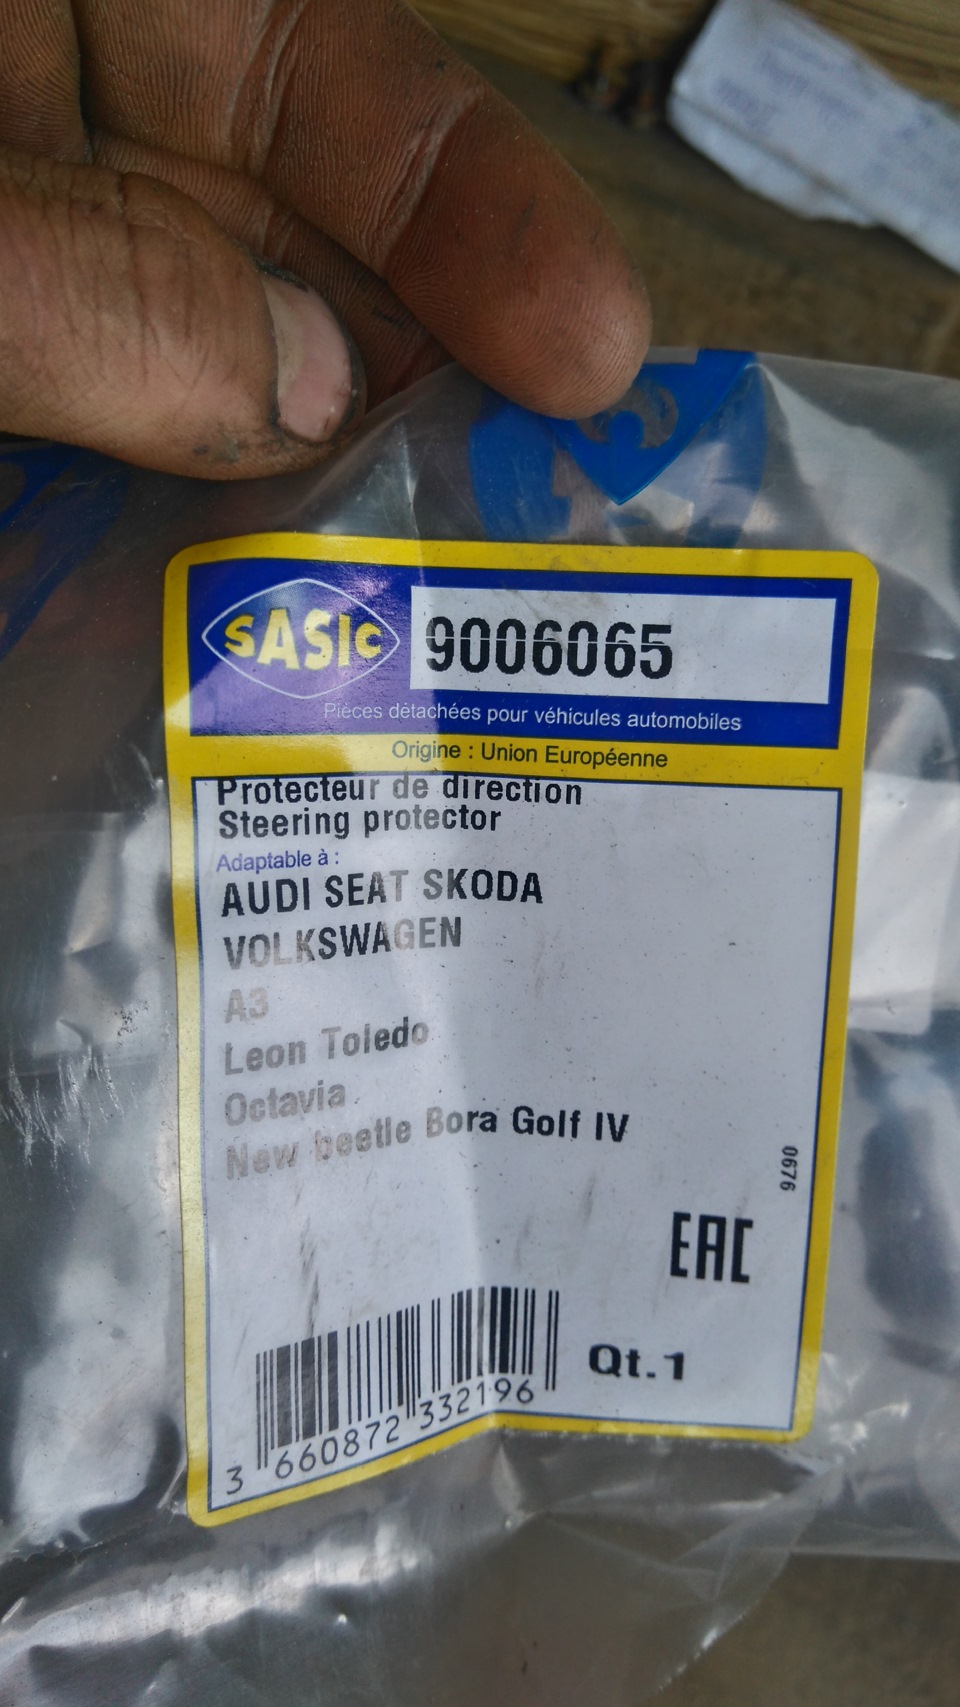 SASIC
9006065
Pièces détachées pour véhicules automobiles
Origine : Union Européenne
Protecteur de direction
Steering protector
Adaptable à :
AUDI SEAT SKODA
VOLKSWAGEN
A3
Leon Toledo
Octavia
New beetle Bora Golf IV
0676
EAC
Qt.1
3 660872 332196